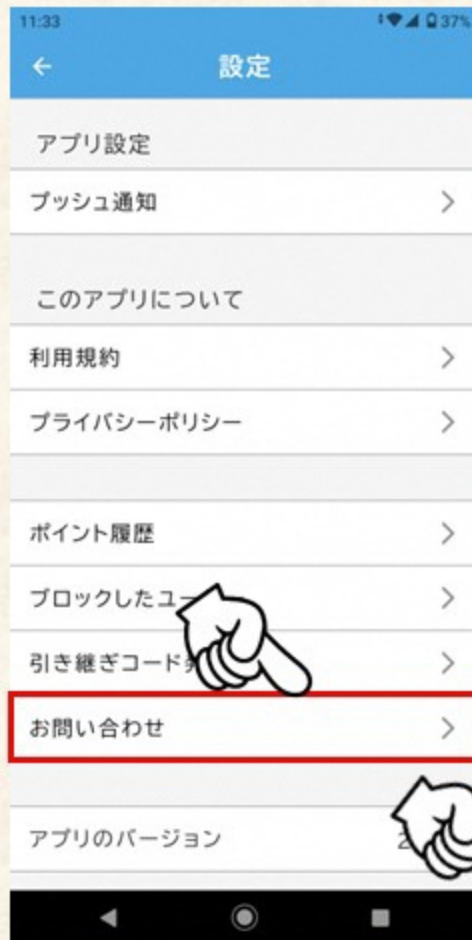 11:33
37%
設定
アプリ設定
プッシュ通知
このアプリについて
利用規約
プライバシーポリシー
ポイント履歴
ブロックしたユー
引き継ぎコード
お問い合わせ
アプリのバージョン
2